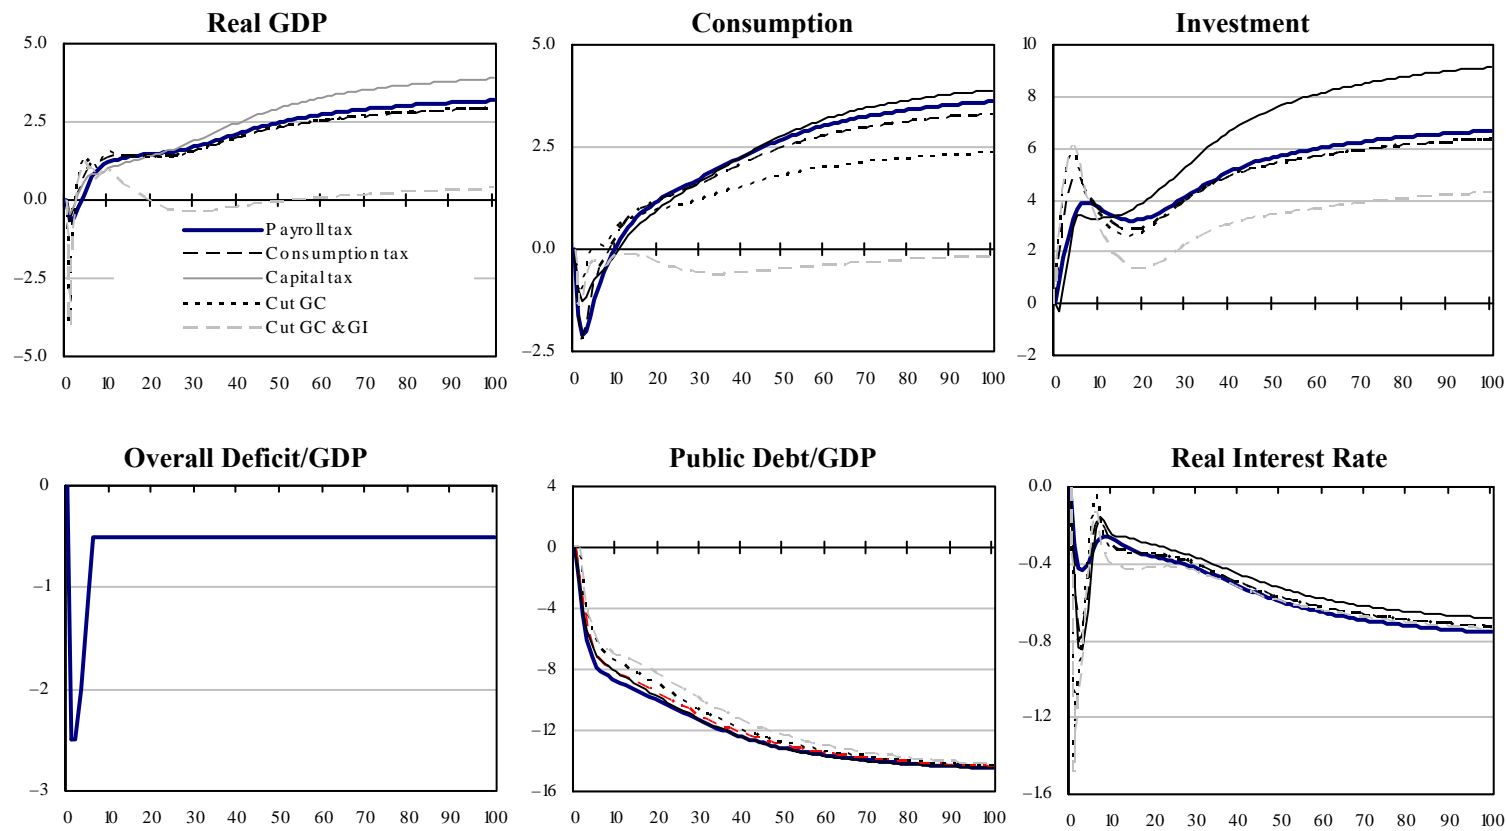 Real GDP
5.0
2.5
0.0
−2.5
−5.0
Payroll tax
Consumption tax
Capital tax
Cut GC
Cut GC & GI
0 10 20 30 40 50 60 70 80 90 100
Consumption
5.0
2.5
0.0
−2.5
0 10 20 30 40 50 60 70 80 90 100
Investment
10
8
6
4
2
0
−2
0 10 20 30 40 50 60 70 80 90 100
Overall Deficit/GDP
0
−1
−2
−3
0 10 20 30 40 50 60 70 80 90 100
Public Debt/GDP
4
0
−4
−8
−12
−16
0 10 20 30 40 50 60 70 80 90 100
Real Interest Rate
0.0
−0.4
−0.8
−1.2
−1.6
0 10 20 30 40 50 60 70 80 90 100